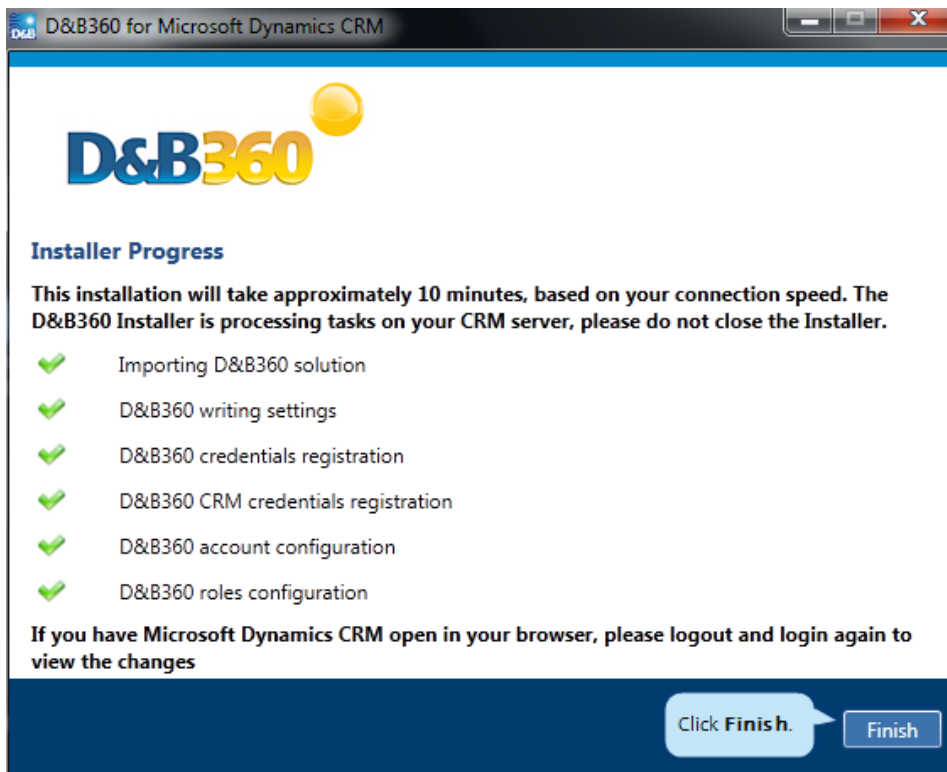 D&B D&B360 for Microsoft Dynamics CRM
D&B360
Installer Progress
This installation will take approximately 10 minutes, based on your connection speed. The
D&B360 Installer is processing tasks on your CRM server, please do not close the Installer.
Importing D&B360 solution
D&B360 writing settings
D&B360 credentials registration
D&B360 CRM credentials registration
D&B360 account configuration
D&B360 roles configuration
If you have Microsoft Dynamics CRM open in your browser, please logout and login again to
view the changes
Click Finish.
Finish